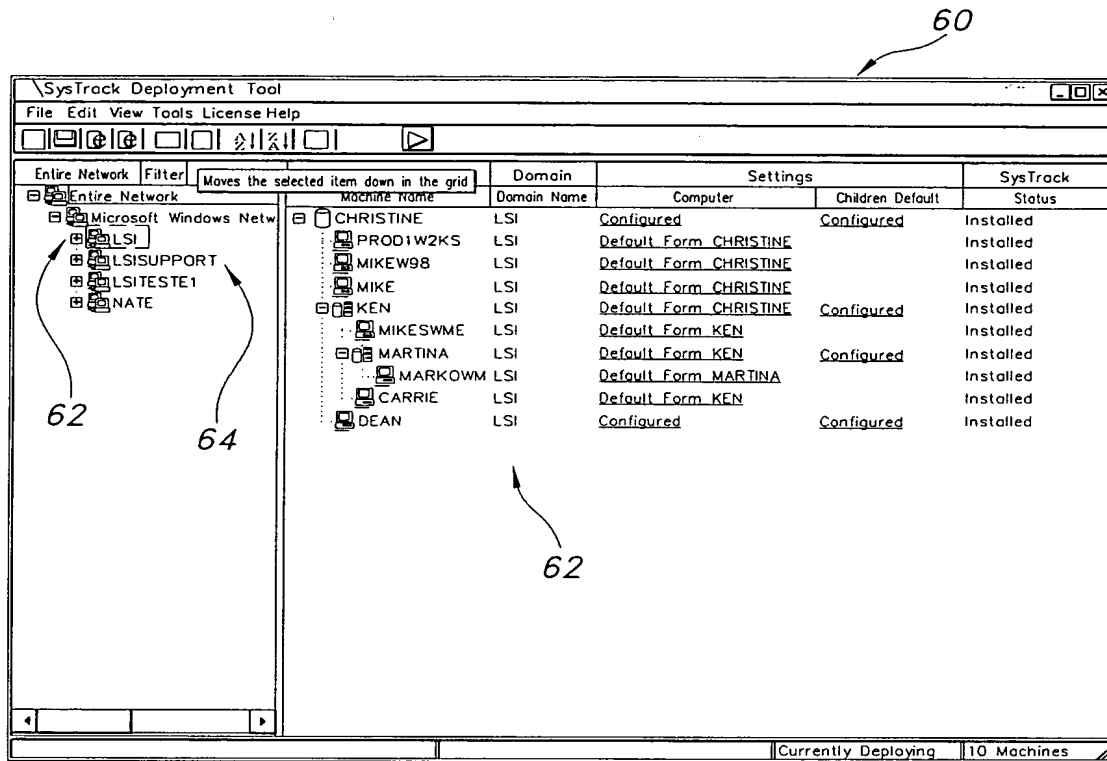 60
\SysTrack Deployment Tool
File Edit View Tools License Help
Entire Network Filter Domain Settings SysTrack
Moves the selected item down in the grid
Machine Name Domain Name Computer Children Default Status
Entire Network
Microsoft Windows Netw
LSI
LSISUPPORT
LSITESTE1
NATE
CHRISTINE LSI Configured Configured Installed
PROD1W2KS LSI Default Form CHRISTINE Installed
MIKEW98 LSI Default Form CHRISTINE Installed
MIKE LSI Default Form CHRISTINE Installed
KEN LSI Default Form CHRISTINE Configured Installed
MIKESWME LSI Default Form KEN Installed
MARTINA LSI Default Form KEN Configured Installed
MARKOWM LSI Default Form MARTINA Installed
CARRIE LSI Default Form KEN Installed
DEAN LSI Configured Configured Installed
62
64
62
Currently Deploying 10 Machines